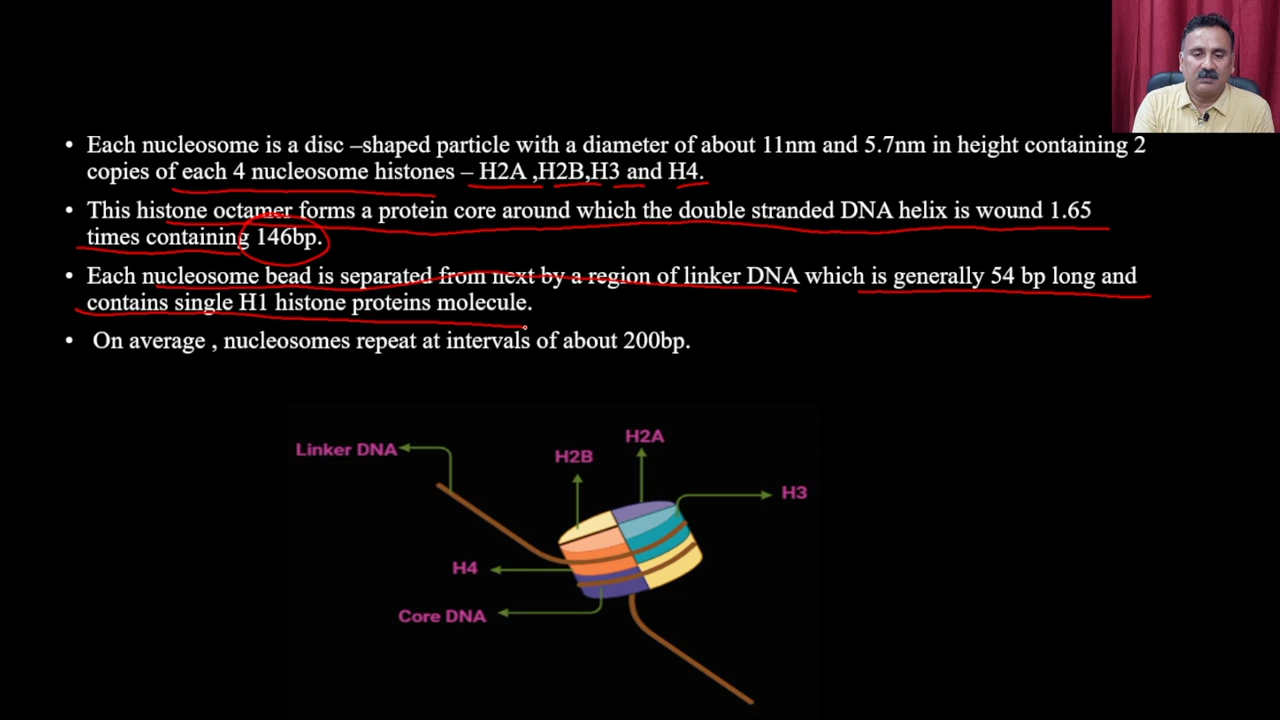 • Each nucleosome is a disc –shaped particle with a diameter of about 11nm and 5.7nm in height containing 2
copies of each 4 nucleosome histones – H2A ,H2B,H3 and H4.
• This histone octamer forms a protein core around which the double stranded DNA helix is wound 1.65
times containing 146bp.
• Each nucleosome bead is separated from next by a region of linker DNA which is generally 54 bp long and
contains single H1 histone proteins molecule.
• On average , nucleosomes repeat at intervals of about 200bp.
H2A
Linker DNA
H2B
H3
H4
Core DNA